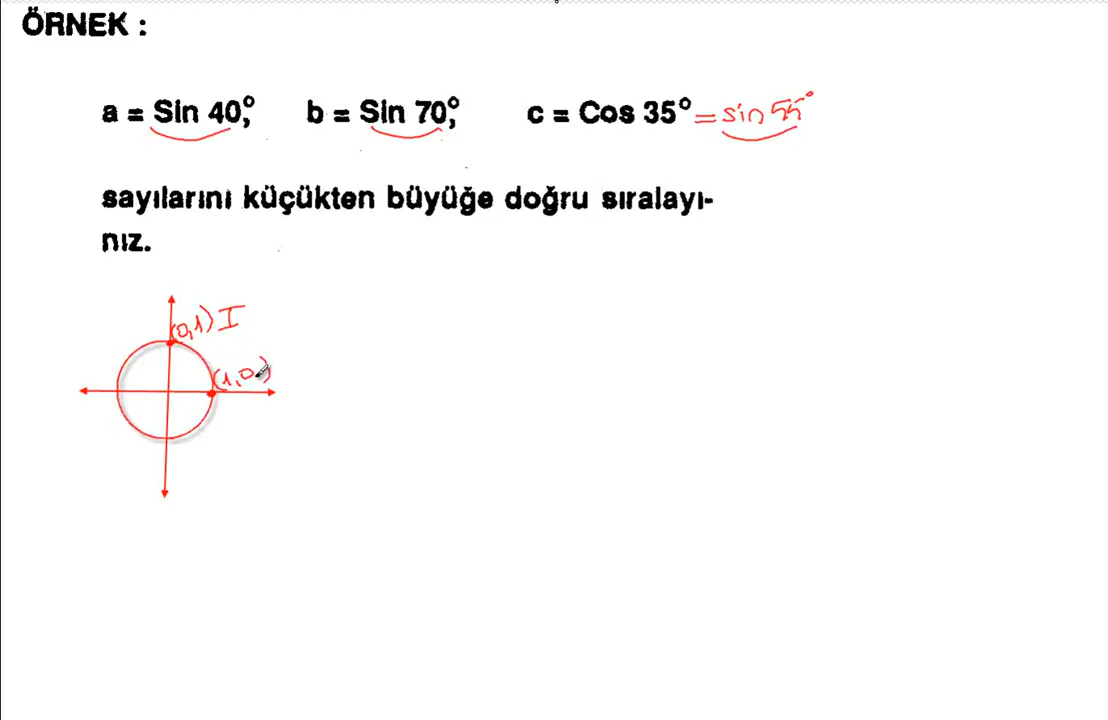 ÖRNEK :
a = Sin 40°, b = Sin 70°, c = Cos 35° = sin 55°
sayılarını küçükten büyüğe doğru sıralayı-
nız.
(0,1) I
(1,0)